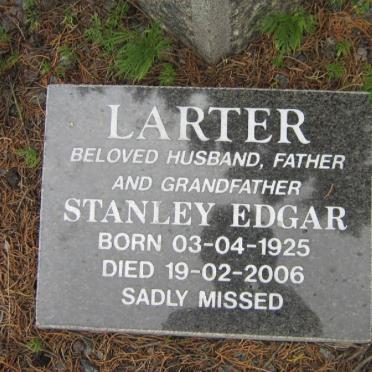 LARTER
BELOVED HUSBAND, FATHER
AND GRANDFATHER
STANLEY EDGAR
BORN 03-04-1925
DIED 19-02-2006
SADLY MISSED